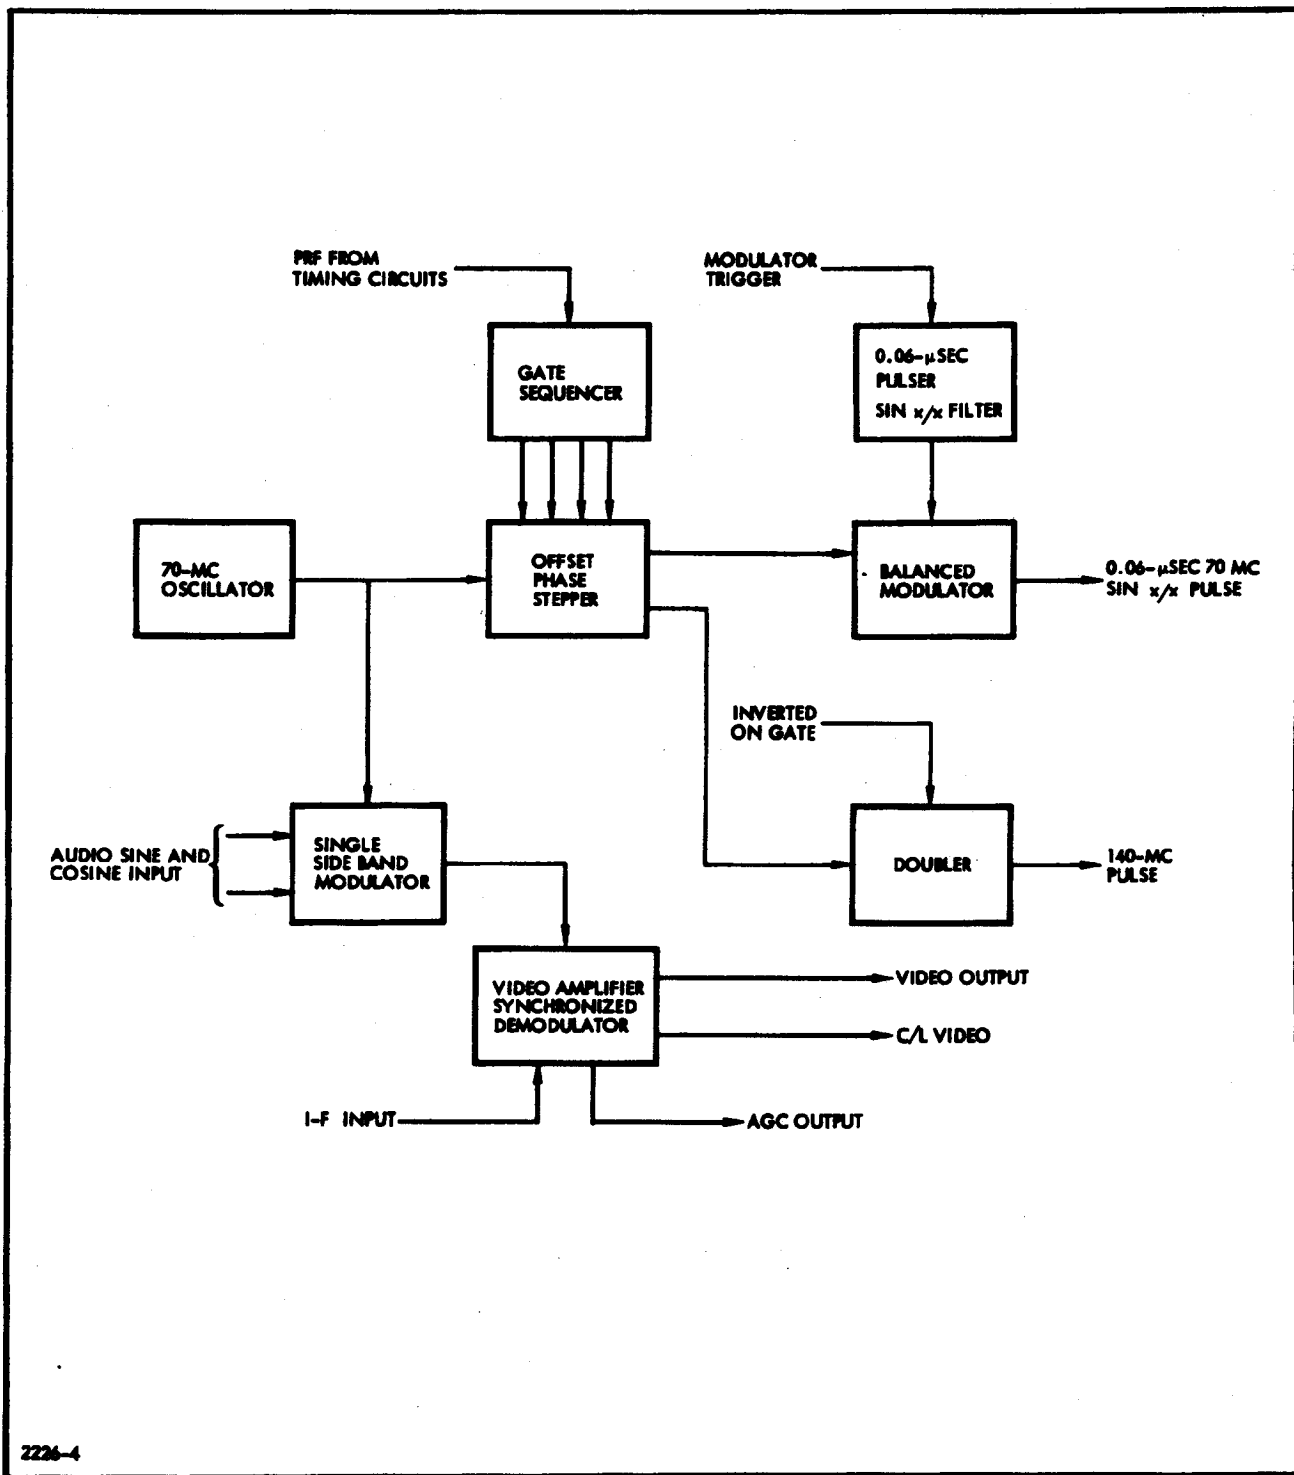 PRF FROM
TIMING CIRCUITS
MODULATOR
TRIGGER
GATE
SEQUENCER
0.06-μSEC
PULSER
SIN x/x FILTER
70-MC
OSCILLATOR
OFFSET
PHASE
STEPPER
BALANCED
MODULATOR
0.06-μSEC 70 MC
SIN x/x PULSE
INVERTED
ON GATE
AUDIO SINE AND
COSINE INPUT
SINGLE
SIDE BAND
MODULATOR
DOUBLER
140-MC
PULSE
VIDEO AMPLIFIER
SYNCHRONIZED
DEMODULATOR
VIDEO OUTPUT
C/L VIDEO
I-F INPUT
AGC OUTPUT
2226-4